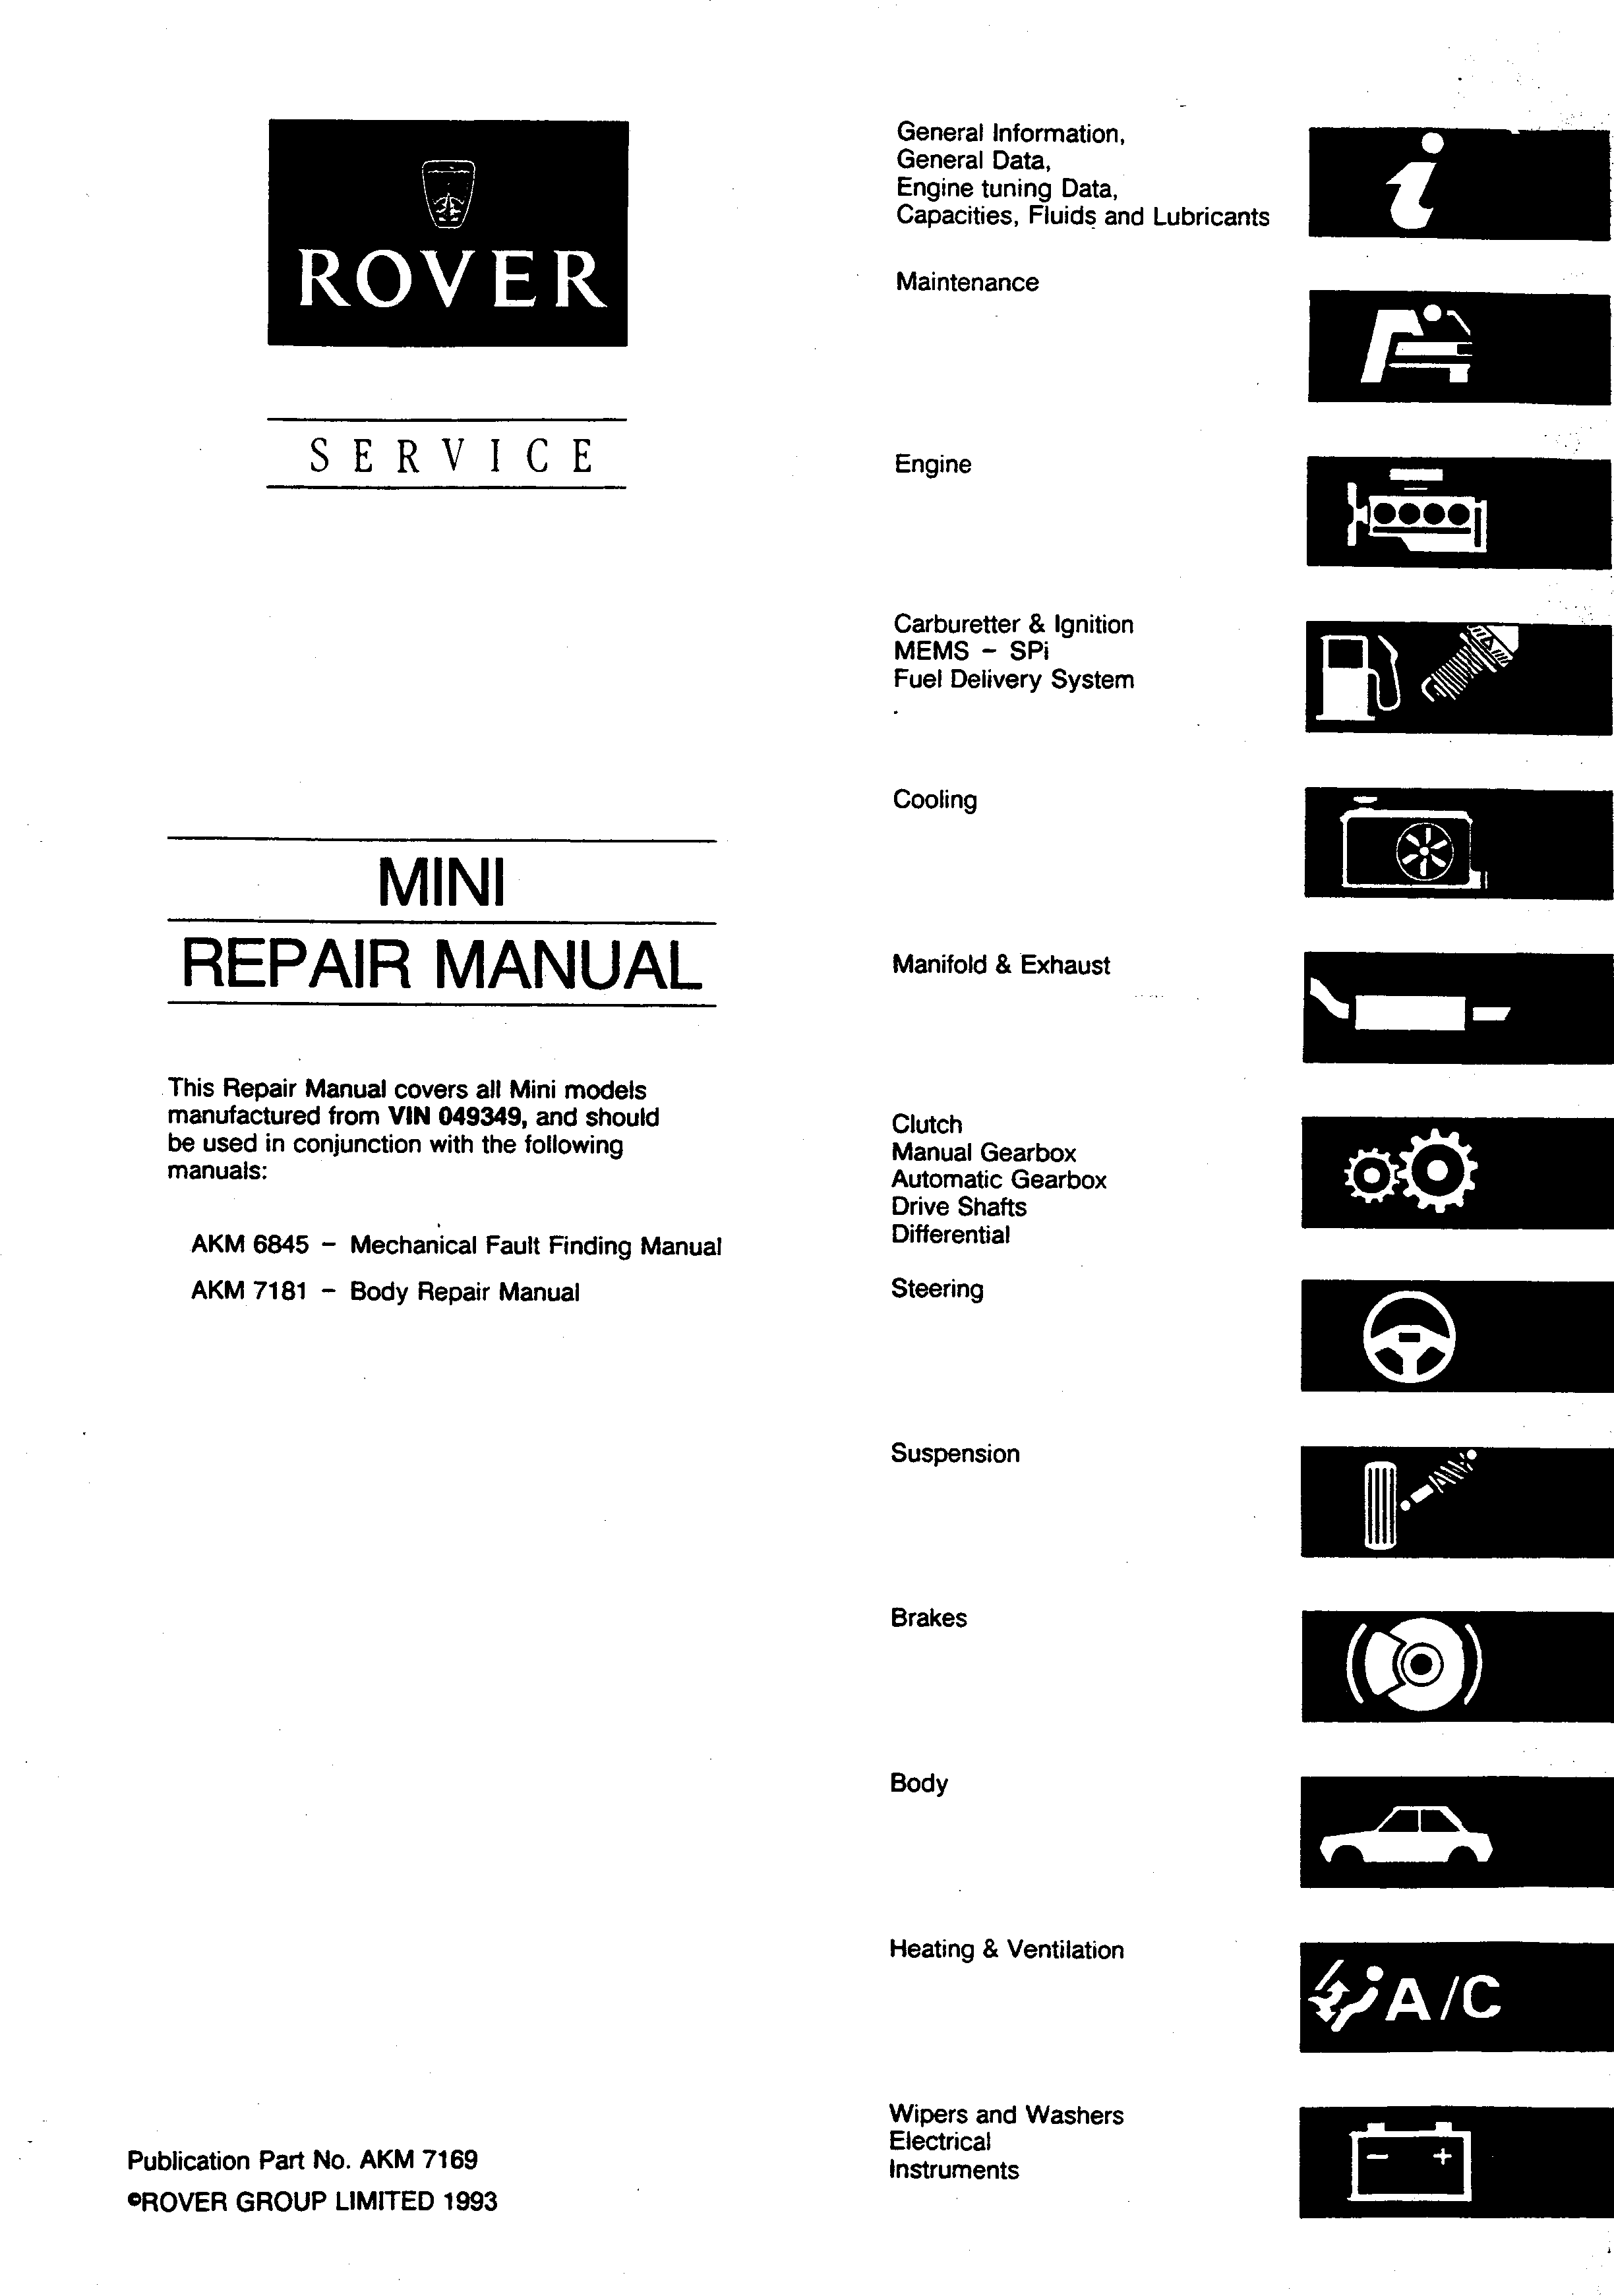 ROVER
SERVICE
MINI
REPAIR MANUAL
This Repair Manual covers all Mini models
manufactured from VIN 049349, and should
be used in conjunction with the following
manuals:
AKM 6845 – Mechanical Fault Finding Manual
AKM 7181 – Body Repair Manual
Publication Part No. AKM 7169
©ROVER GROUP LIMITED 1993
General Information,
General Data,
Engine tuning Data,
Capacities, Fluids and Lubricants
Maintenance
Engine
Carburetter & Ignition
MEMS – SPi
Fuel Delivery System
Cooling
Manifold & Exhaust
Clutch
Manual Gearbox
Automatic Gearbox
Drive Shafts
Differential
Steering
Suspension
Brakes
Body
Heating & Ventilation
A/C
Wipers and Washers
Electrical
Instruments